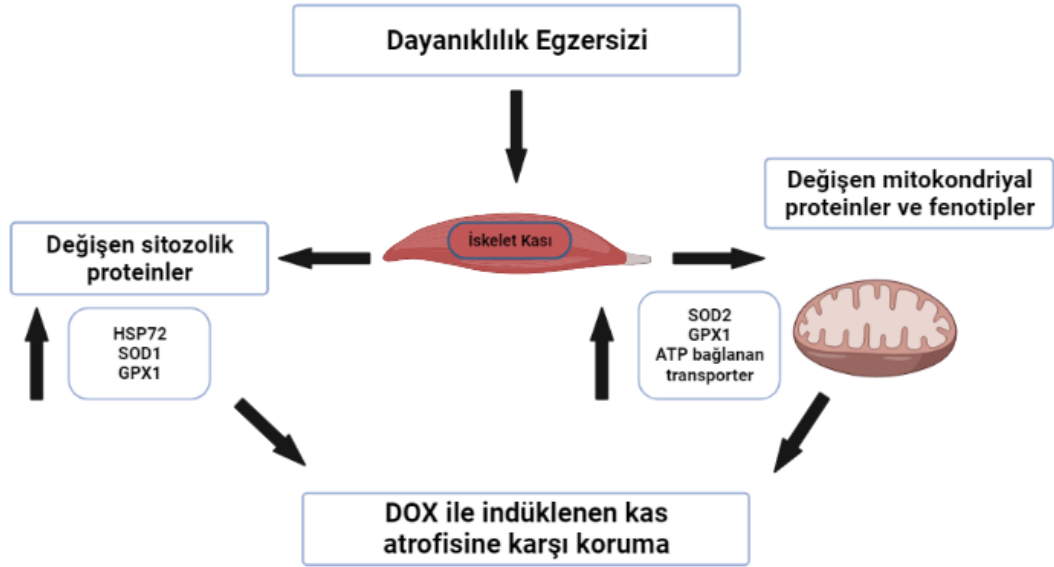 Dayanıklılık Egzersizi
Değişen mitokondriyal
proteinler ve fenotipler
İskelet Kası
Değişen sitozolik
proteinler
HSP72
SOD1
GPX1
SOD2
GPX1
ATP bağlanan
transporter
DOX ile indüklenen kas
atrofisine karşı koruma